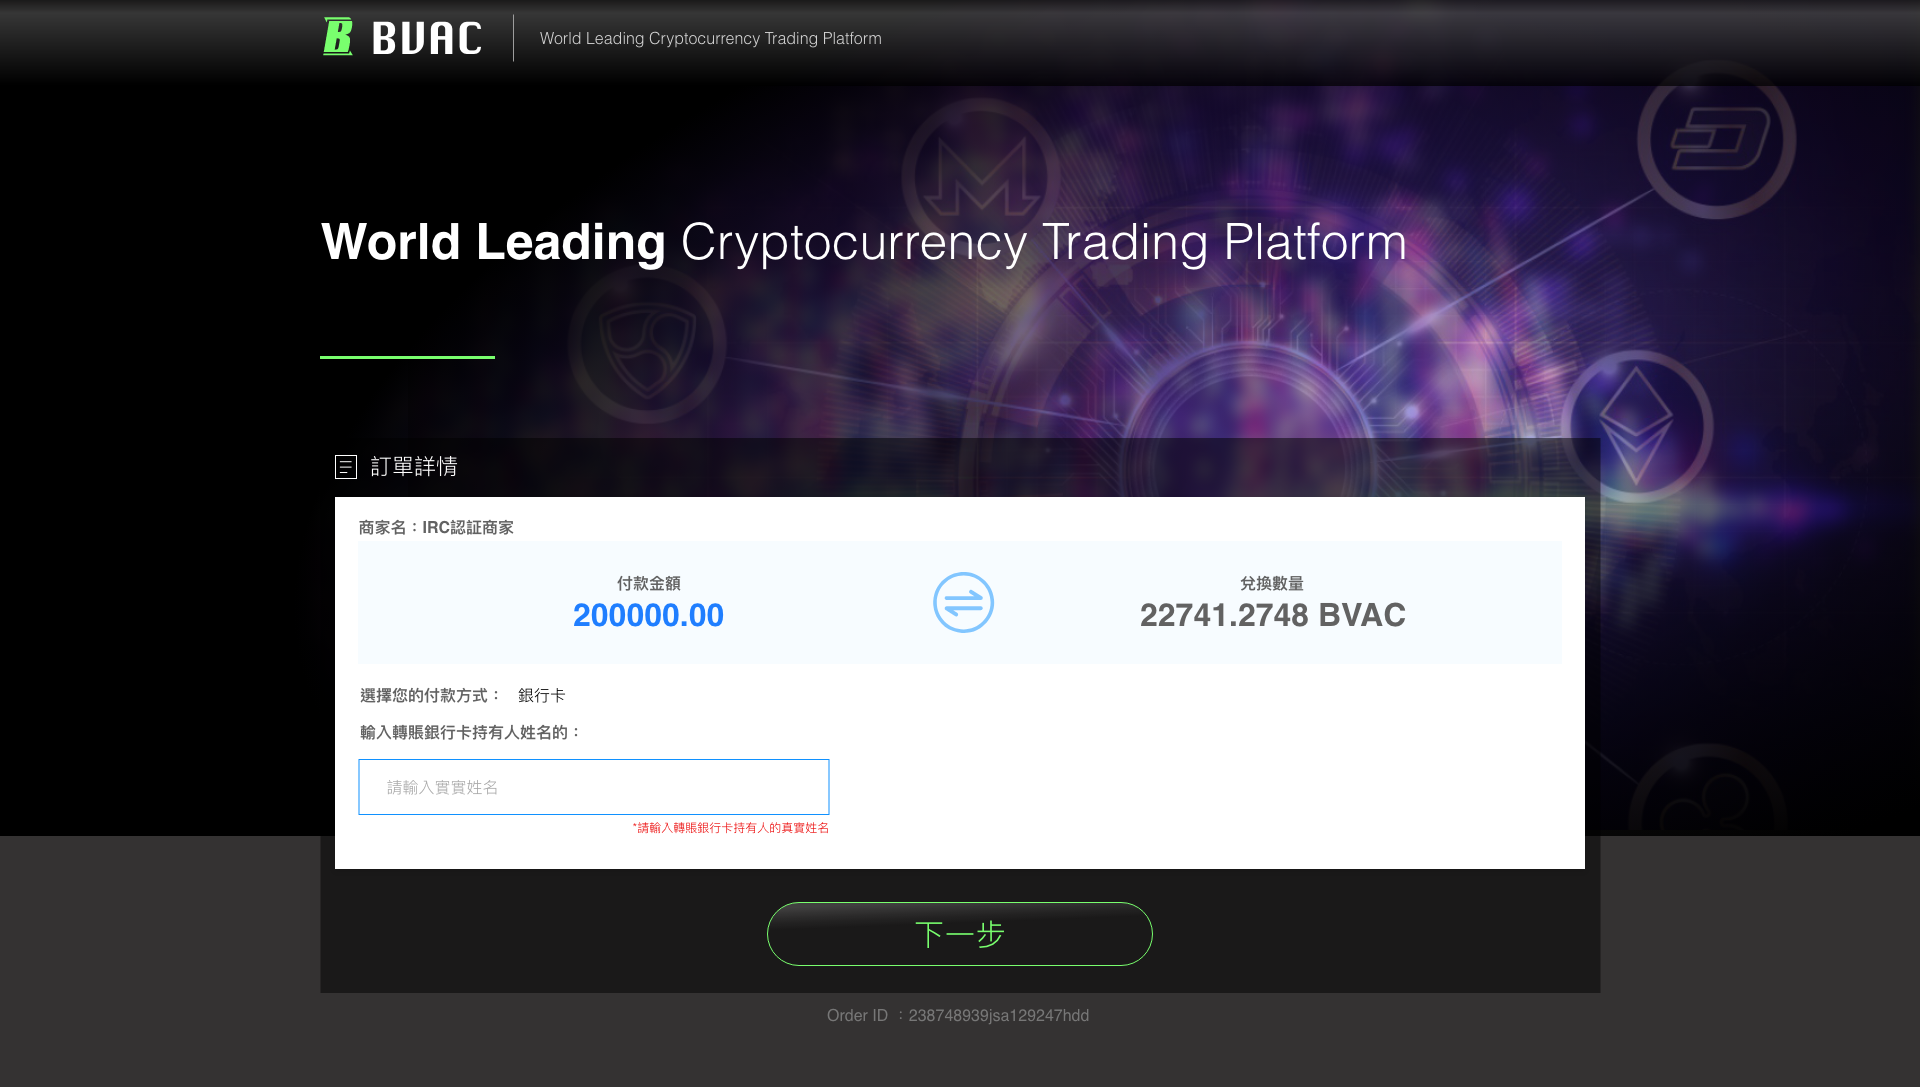 BVAC
World Leading Cryptocurrency Trading Platform
World Leading Cryptocurrency Trading Platform
訂單詳情
商家名：IRC認証商家
付款金額
200000.00
兌換數量
22741.2748 BVAC
選擇您的付款方式： 銀行卡
輸入轉賬銀行卡持有人姓名的：
請輸入實實姓名
*請輸入轉賬銀行卡持有人的真實姓名
下一步
Order ID ：238748939jsa129247hdd